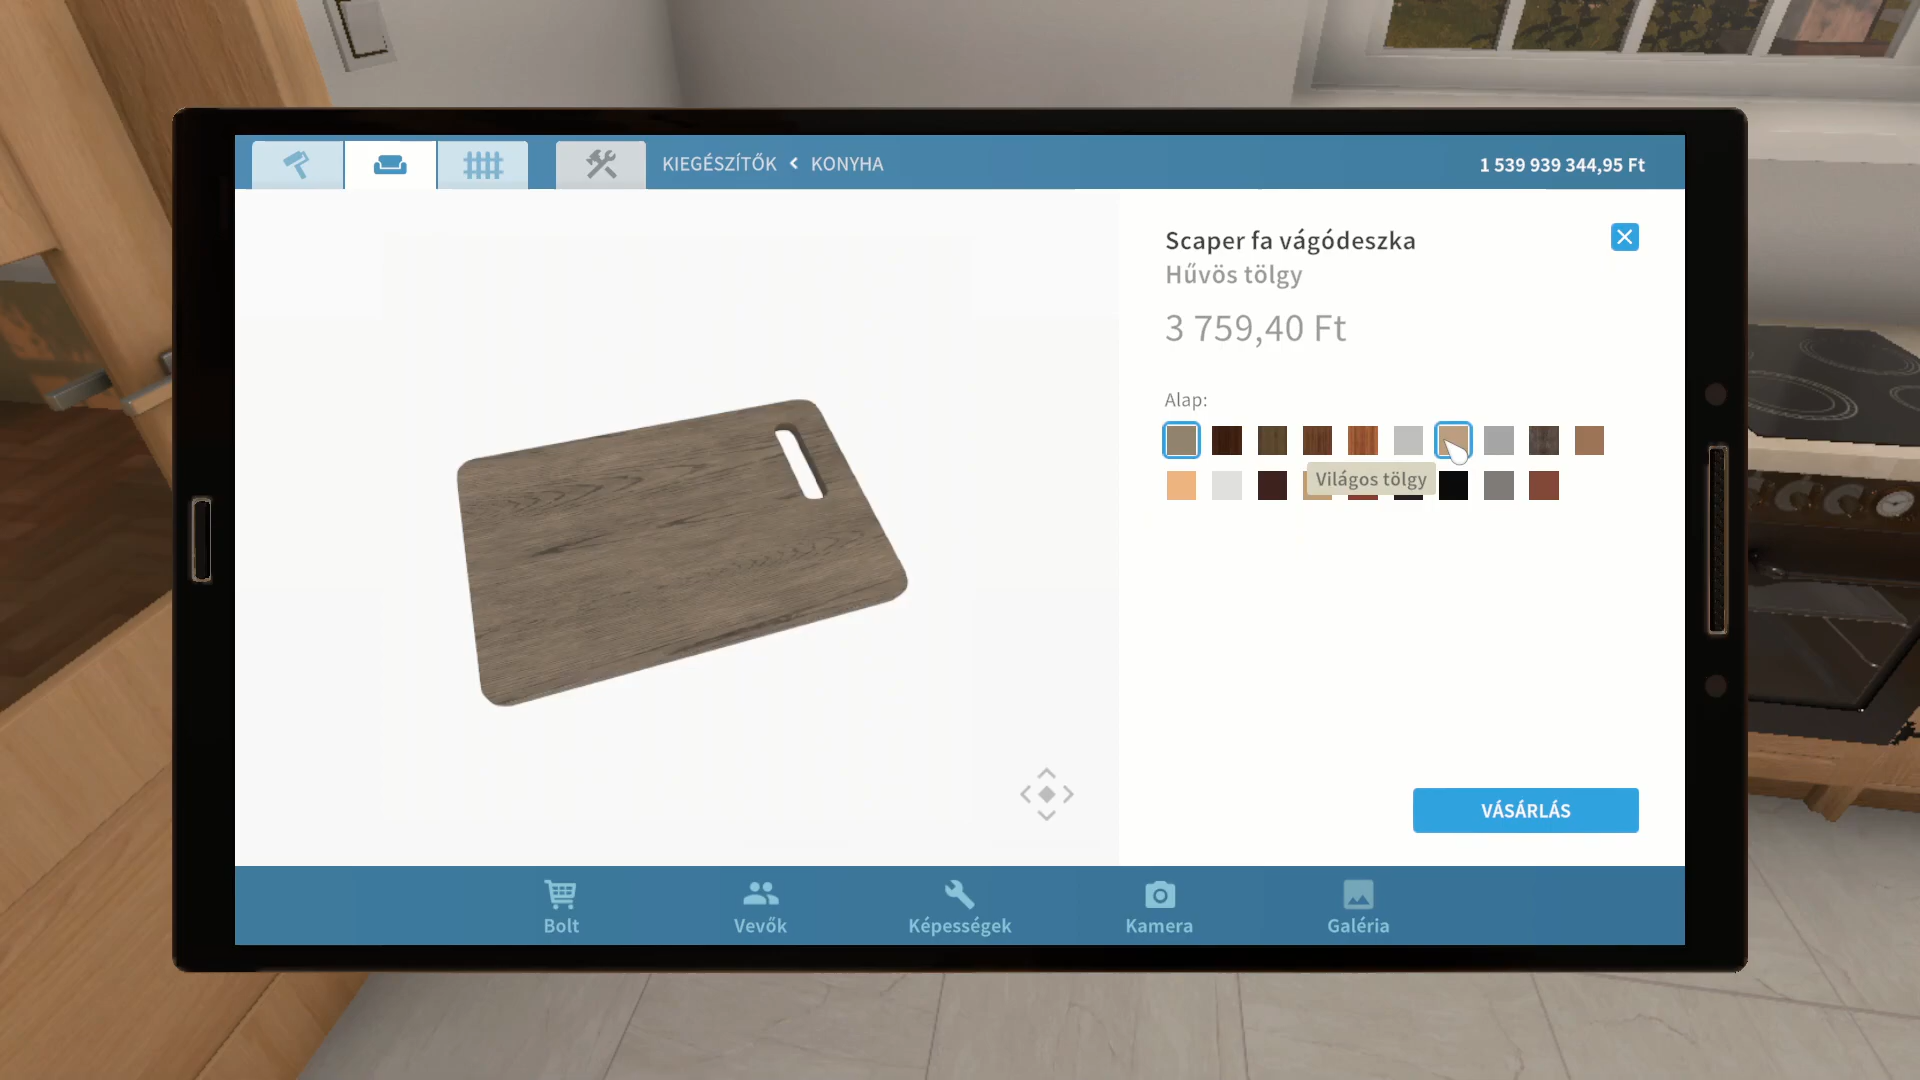 KIEGÉSZÍTŐK < KONYHA
1 539 939 344,95 Ft
Scaper fa vágódeszka
Hűvös tölgy
3 759,40 Ft
Alap:
Világos tölgy
VÁSÁRLÁS
Bolt
Vevők
Képességek
Kamera
Galéria